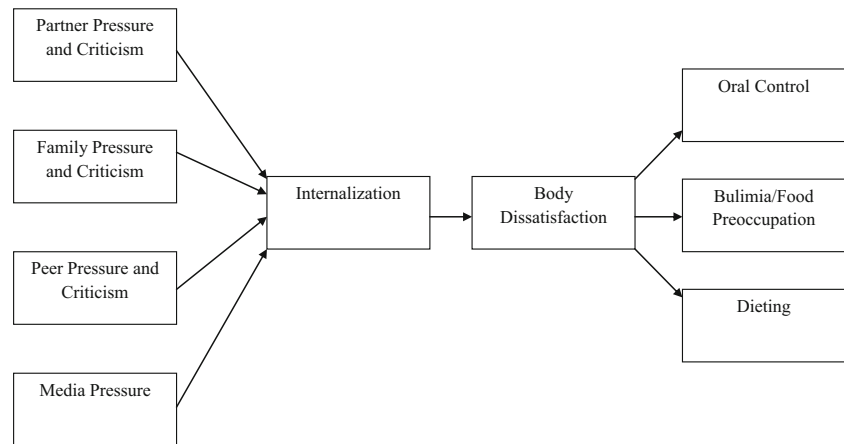 Partner Pressure
and Criticism
Family Pressure
and Criticism
Peer Pressure and
Criticism
Media Pressure
Internalization
Body
Dissatisfaction
Oral Control
Bulimia/Food
Preoccupation
Dieting